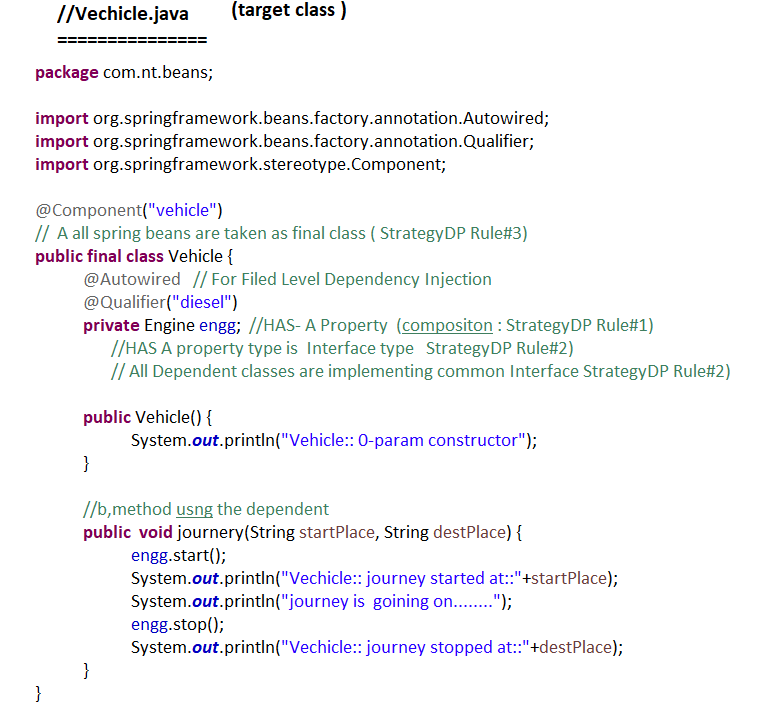 //Vechicle.java (target class )
===============
package com.nt.beans;
import org.springframework.beans.factory.annotation.Autowired;
import org.springframework.beans.factory.annotation.Qualifier;
import org.springframework.stereotype.Component;
@Component("vehicle")
// A all spring beans are taken as final class ( StrategyDP Rule#3)
public final class Vehicle {
@Autowired // For Filed Level Dependency Injection
@Qualifier("diesel")
private Engine engg; //HAS- A Property (compositon : StrategyDP Rule#1)
//HAS A property type is Interface type StrategyDP Rule#2)
// All Dependent classes are implementing common Interface StrategyDP Rule#2)
public Vehicle() {
System.out.println("Vehicle:: 0-param constructor");
}
//b,method usng the dependent
public void journery(String startPlace, String destPlace) {
engg.start();
System.out.println("Vechicle:: journey started at::"+startPlace);
System.out.println("journey is goining on........");
engg.stop();
System.out.println("Vechicle:: journey stopped at::"+destPlace);
}
}